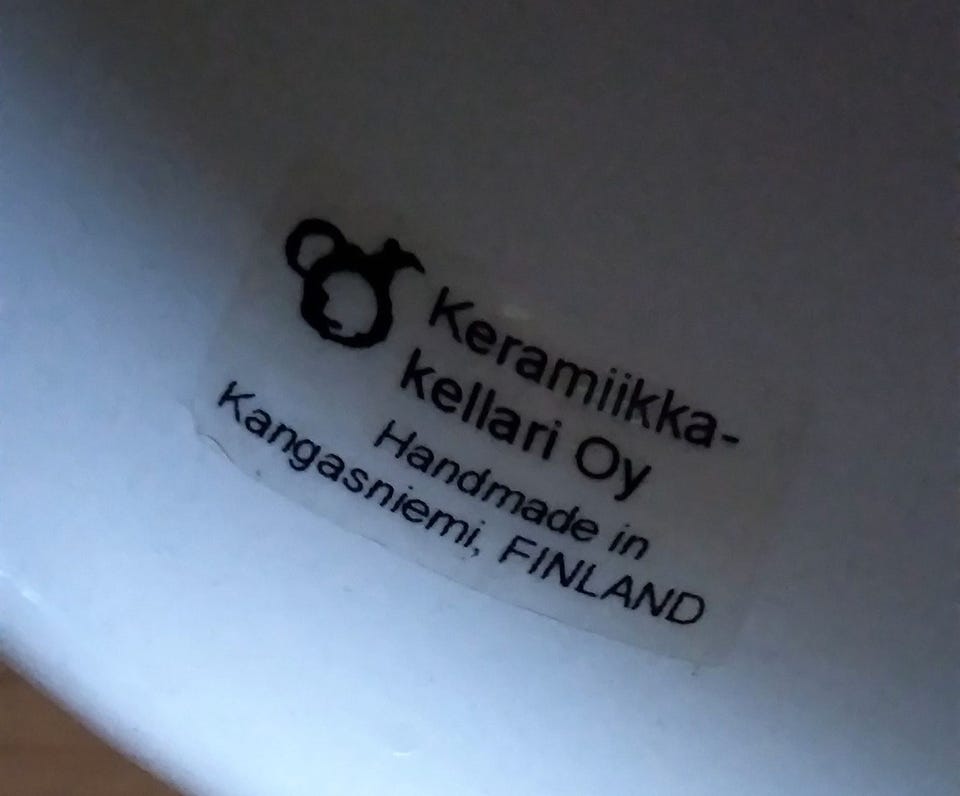 Keramiikka-
kellari Oy
Handmade in
Kangasniemi, FINLAND